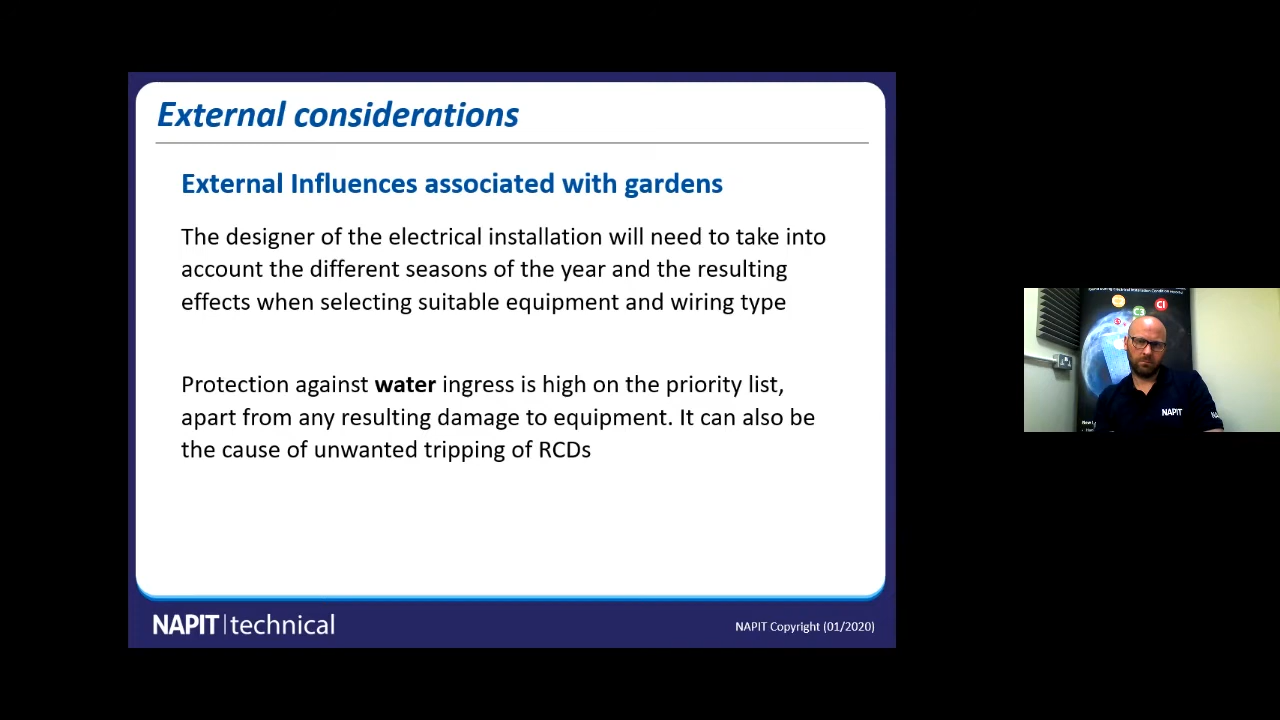 External considerations
External Influences associated with gardens
The designer of the electrical installation will need to take into
account the different seasons of the year and the resulting
effects when selecting suitable equipment and wiring type
Protection against water ingress is high on the priority list,
apart from any resulting damage to equipment. It can also be
the cause of unwanted tripping of RCDs
NAPIT technical
NAPIT Copyright (01/2020)
C3
C1
NAPIT